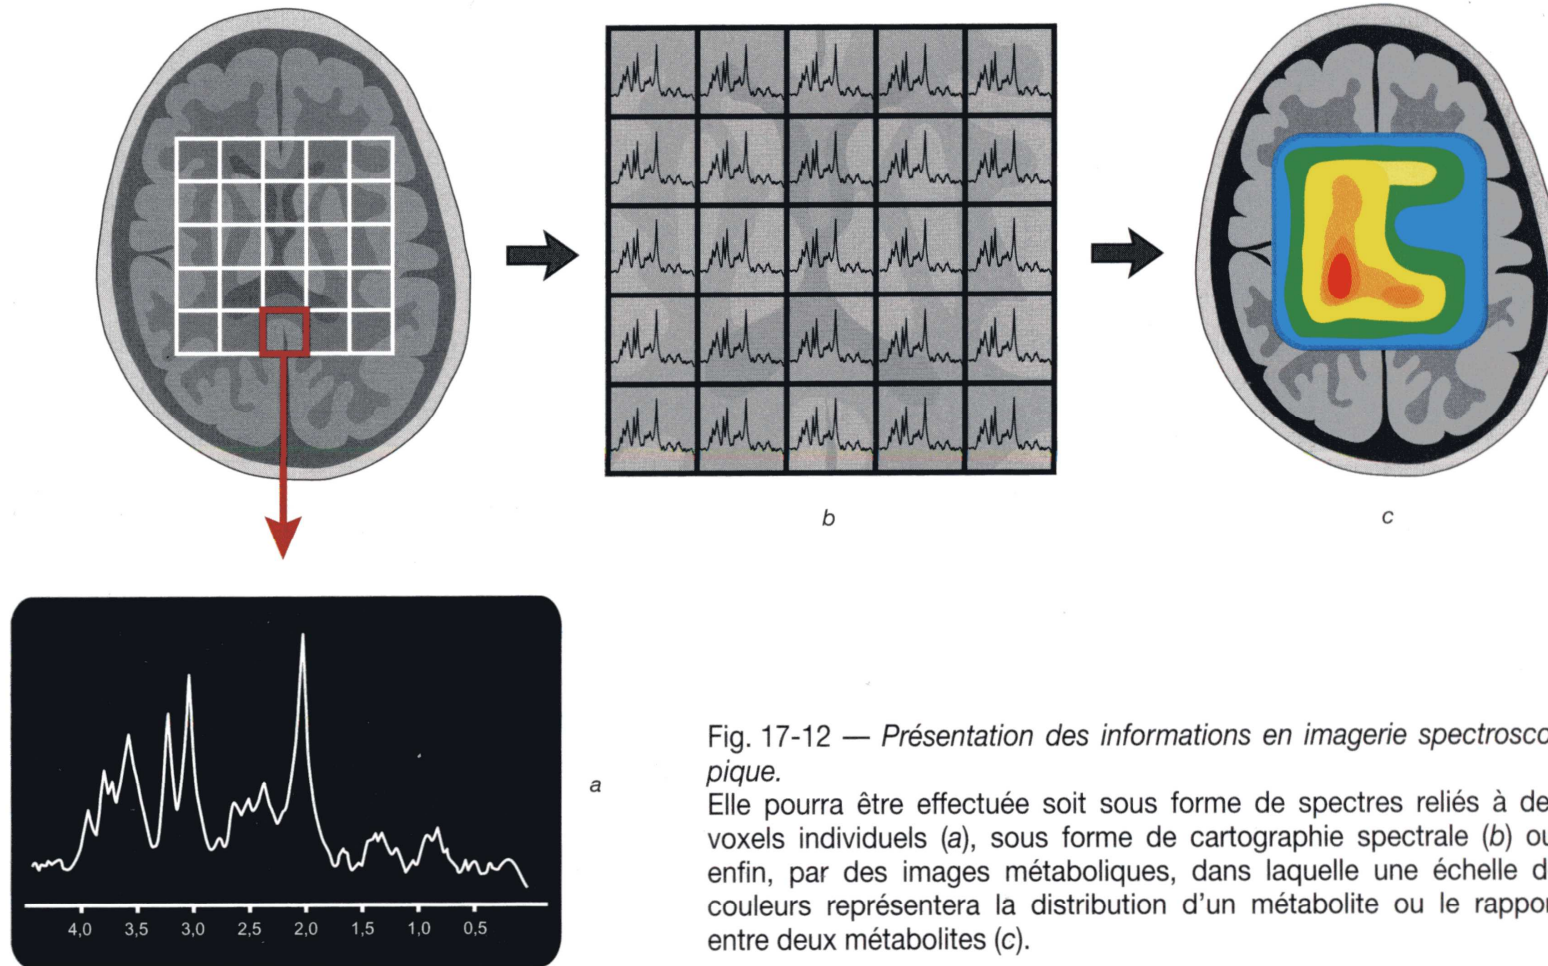 b
c
a
4,0 3,5 3,0 2,5 2,0 1,5 1,0 0,5
Fig. 17-12 — Présentation des informations en imagerie spectrosco
pique.
Elle pourra être effectuée soit sous forme de spectres reliés à de
voxels individuels (a), sous forme de cartographie spectrale (b) ou
enfin, par des images métaboliques, dans laquelle une échelle d
couleurs représentera la distribution d'un métabolite ou le rappor
entre deux métabolites (c).